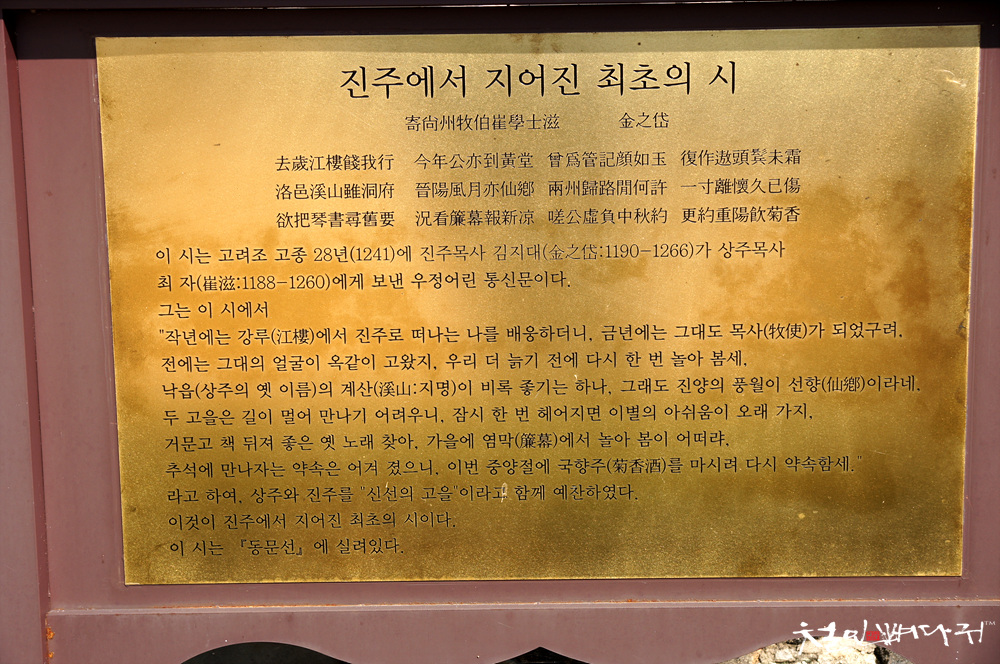 진주에서 지어진 최초의 시
寄尙州牧伯崔學士滋 金之岱
去歲江樓餞我行 今年公亦到黃堂 曾爲管記顔如玉 復作遨頭鬂未霜
洛邑溪山雖洞府 晉陽風月亦仙鄕 兩州歸路閒何許 一寸離懷久已傷
欲把琴書尋舊要 況看簾幕報新凉 嗟公虛負中秋約 更約重陽飮菊香
이 시는 고려조 고종 28년(1241)에 진주목사 김지대(金之岱:1190-1266)가 상주목사
최 자(崔滋:1188-1260)에게 보낸 우정어린 통신문이다.
그는 이 시에서
"작년에는 강루(江樓)에서 진주로 떠나는 나를 배웅하더니, 금년에는 그대도 목사(牧使)가 되었구려.
전에는 그대의 얼굴이 옥같이 고왔지, 우리 더 늙기 전에 다시 한 번 놀아 봄세.
낙읍(상주의 옛 이름)의 계산(溪山:지명)이 비록 좋기는 하나, 그래도 진양의 풍월이 선향(仙鄕)이라네.
두 고을은 길이 멀어 만나기 어려우니, 잠시 한 번 헤어지면 이별의 아쉬움이 오래 가지.
거문고 책 뒤져 좋은 옛 노래 찾아, 가을에 염막(簾幕)에서 놀아 봄이 어떠랴.
추석에 만나자는 약속은 어겨 졌으니, 이번 중양절에 국향주(菊香酒)를 마시려 다시 약속함세."
라고 하여, 상주와 진주를 "신선의 고을"이라고 함께 예찬하였다.
이것이 진주에서 지어진 최초의 시이다.
이 시는 『동문선』에 실려있다.